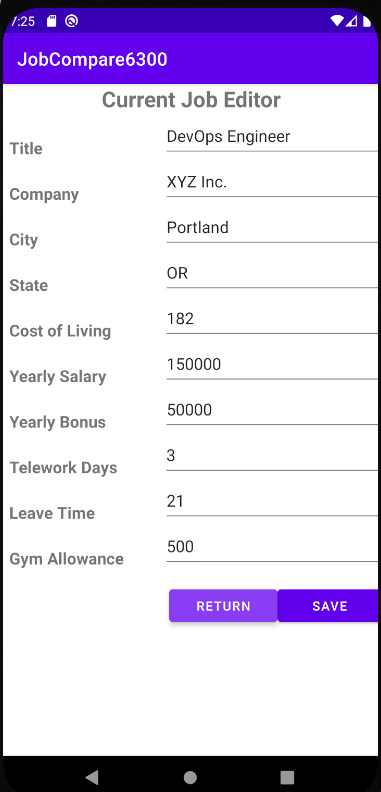 7:25
JobCompare6300
Current Job Editor
Title DevOps Engineer
Company XYZ Inc.
City Portland
State OR
Cost of Living 182
Yearly Salary 150000
Yearly Bonus 50000
Telework Days 3
Leave Time 21
Gym Allowance 500
RETURN SAVE